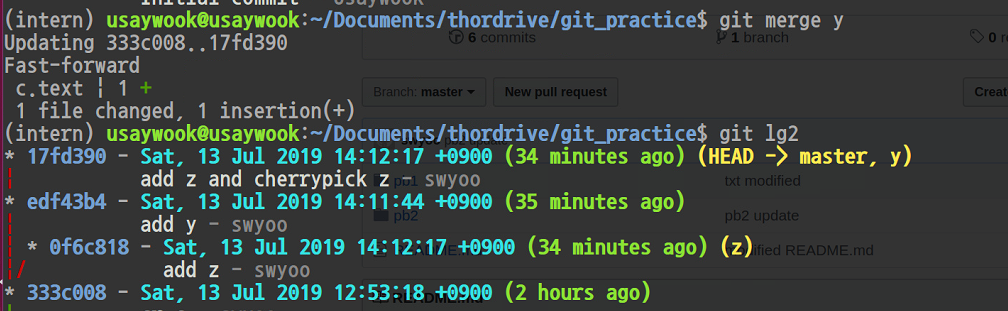 Initial Commit - usaywook
(intern) usaywook@usaywook:~/Documents/thordrive/git_practice$ git merge y
Updating 333c008..17fd390
6 commits
1 branch
Fast-forward
c.text | 1 +
Branch: master
New pull request
1 file changed, 1 insertion(+)
(intern) usaywook@usaywook:~/Documents/thordrive/git_practice$ git lg2
* 17fd390 - Sat, 13 Jul 2019 14:12:17 +0900 (34 minutes ago) (HEAD -> master, y)
| add z and cherrypick z - swyoo
pb1
txt modified
* edf43b4 - Sat, 13 Jul 2019 14:11:44 +0900 (35 minutes ago)
| add y - swyoo
pb2
pb2 update
| * 0f6c818 - Sat, 13 Jul 2019 14:12:17 +0900 (34 minutes ago) (z)
README.md
|/ add z - swyoo
* 333c008 - Sat, 13 Jul 2019 12:53:18 +0900 (2 hours ago)
README.md